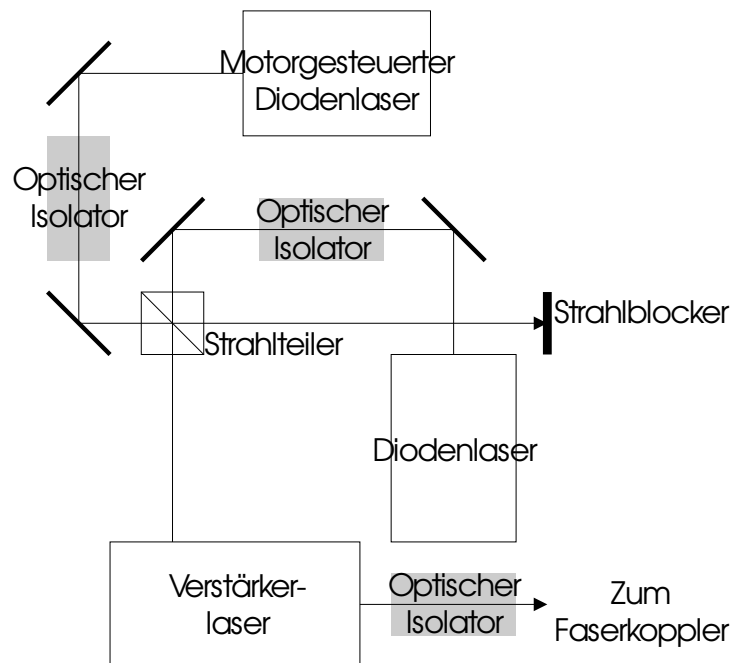 Motorgesteuerter
Diodenlaser
Optischer
Isolator
Optischer
Isolator
Strahlblocker
Strahlteiler
Diodenlaser
Verstärker-
laser
Optischer
Isolator
Zum
Faserkoppler